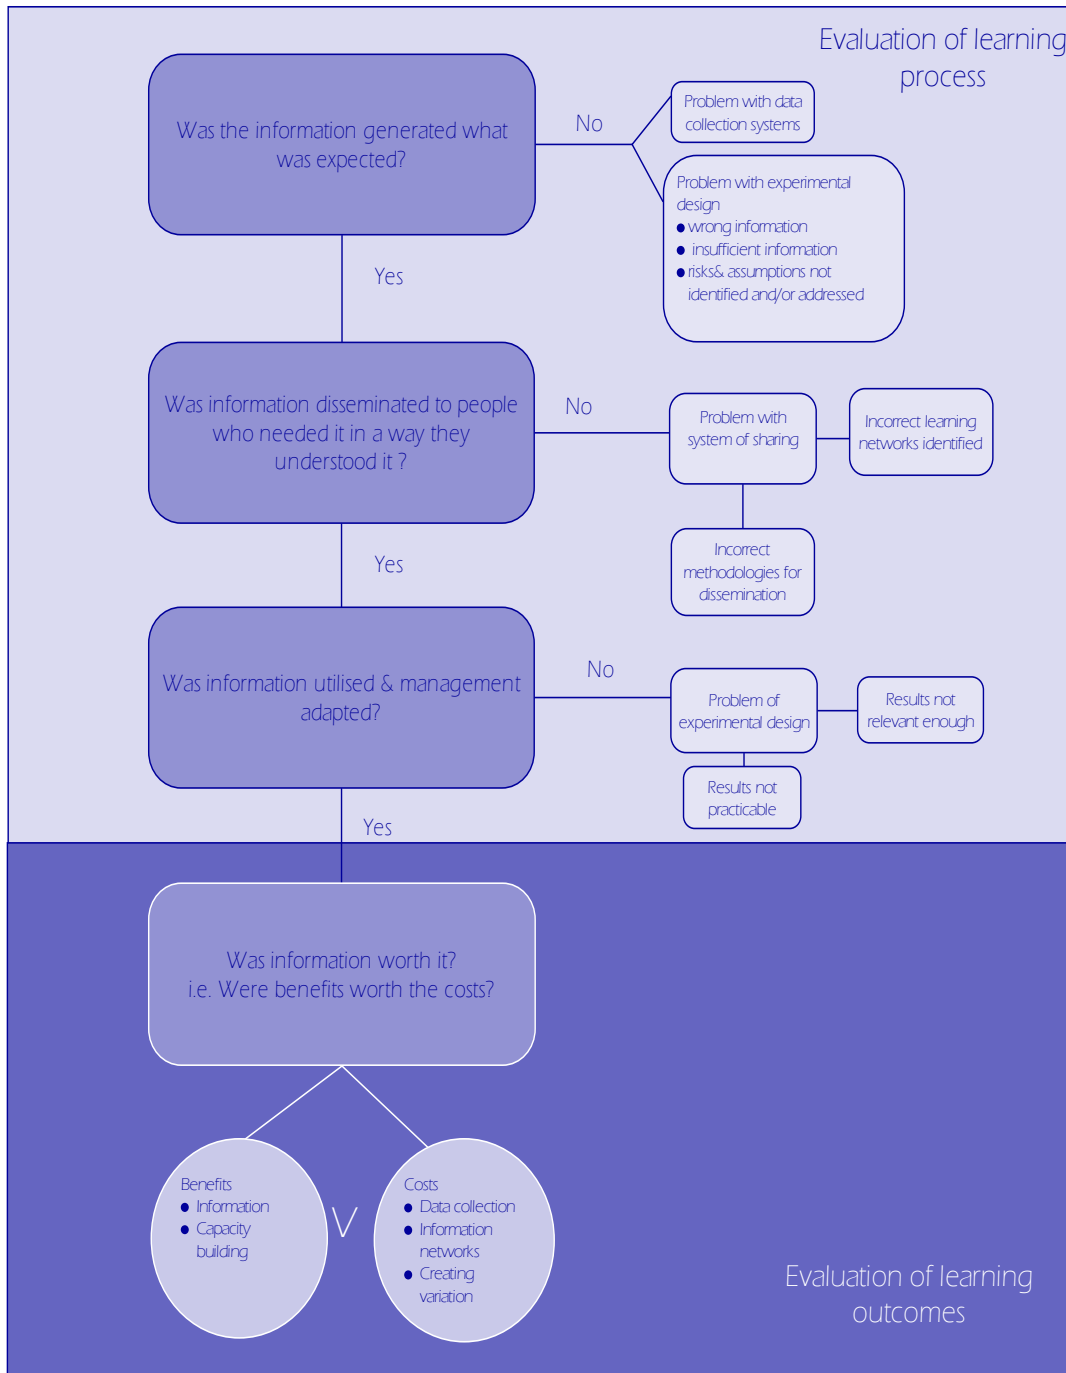 Evaluation of learning
process
Was the information generated what
was expected?
No
Problem with data
collection systems
Problem with experimental
design
● wrong information
● insufficient information
● risks& assumptions not
identified and/or addressed
Yes
Was information disseminated to people
who needed it in a way they
understood it ?
No
Problem with
system of sharing
Incorrect learning
networks identified
Incorrect
methodologies for
dissemination
Yes
Was information utilised & management
adapted?
No
Problem of
experimental design
Results not
relevant enough
Results not
practicable
Yes
Was information worth it?
i.e. Were benefits worth the costs?
Benefits
● Information
● Capacity
building
V
Costs
● Data collection
● Information
networks
● Creating
variation
Evaluation of learning
outcomes